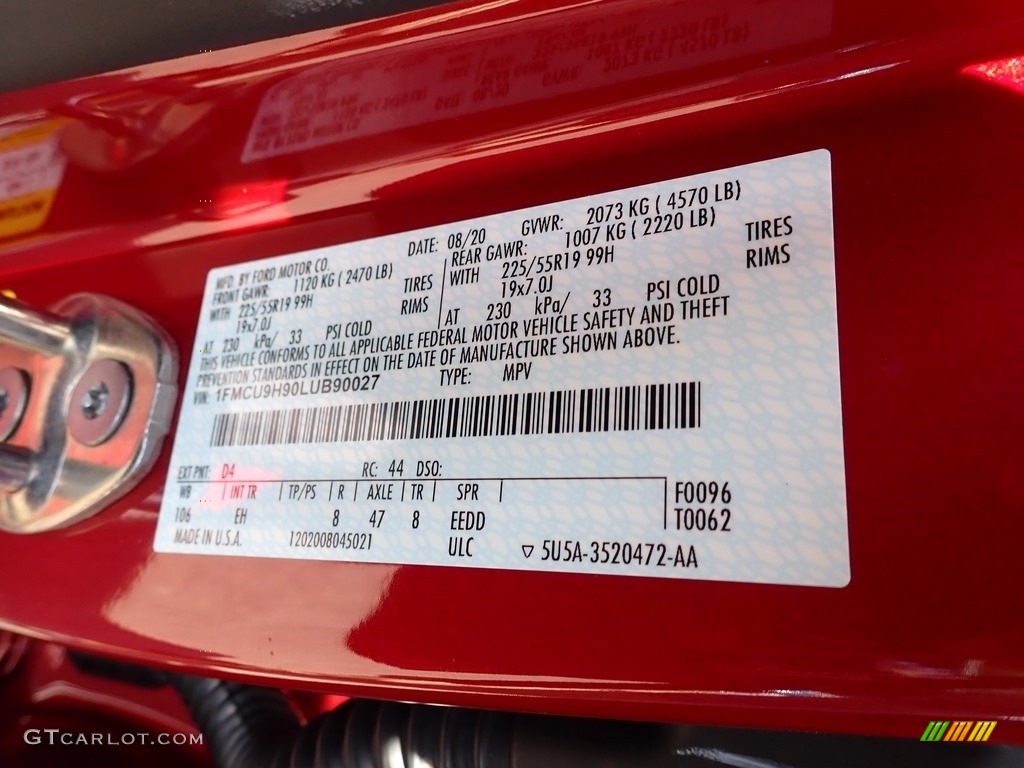 MFD. BY FORD MOTOR CO. DATE: 08/20 GVWR: 2073 KG ( 4570 LB)
FRONT GAWR: 1120 KG ( 2470 LB) REAR GAWR: 1007 KG ( 2220 LB)
WITH 225/55R19 99H TIRES WITH 225/55R19 99H TIRES
19x7.0J RIMS 19x7.0J RIMS
AT 230 kPa/ 33 PSI COLD AT 230 kPa/ 33 PSI COLD
THIS VEHICLE CONFORMS TO ALL APPLICABLE FEDERAL MOTOR VEHICLE SAFETY AND THEFT
PREVENTION STANDARDS IN EFFECT ON THE DATE OF MANUFACTURE SHOWN ABOVE.
VIN: 1FMCU9H90LUB90027 TYPE: MPV
EXT PNT: D4 RC: 44 DSO:
WB INT TR TP/PS R AXLE TR SPR F0096
106 EH 8 47 8 EEDD T0062
MADE IN U.S.A. 1202008045021 ULC ▽ 5U5A-3520472-AA
GTCARLOT.COM